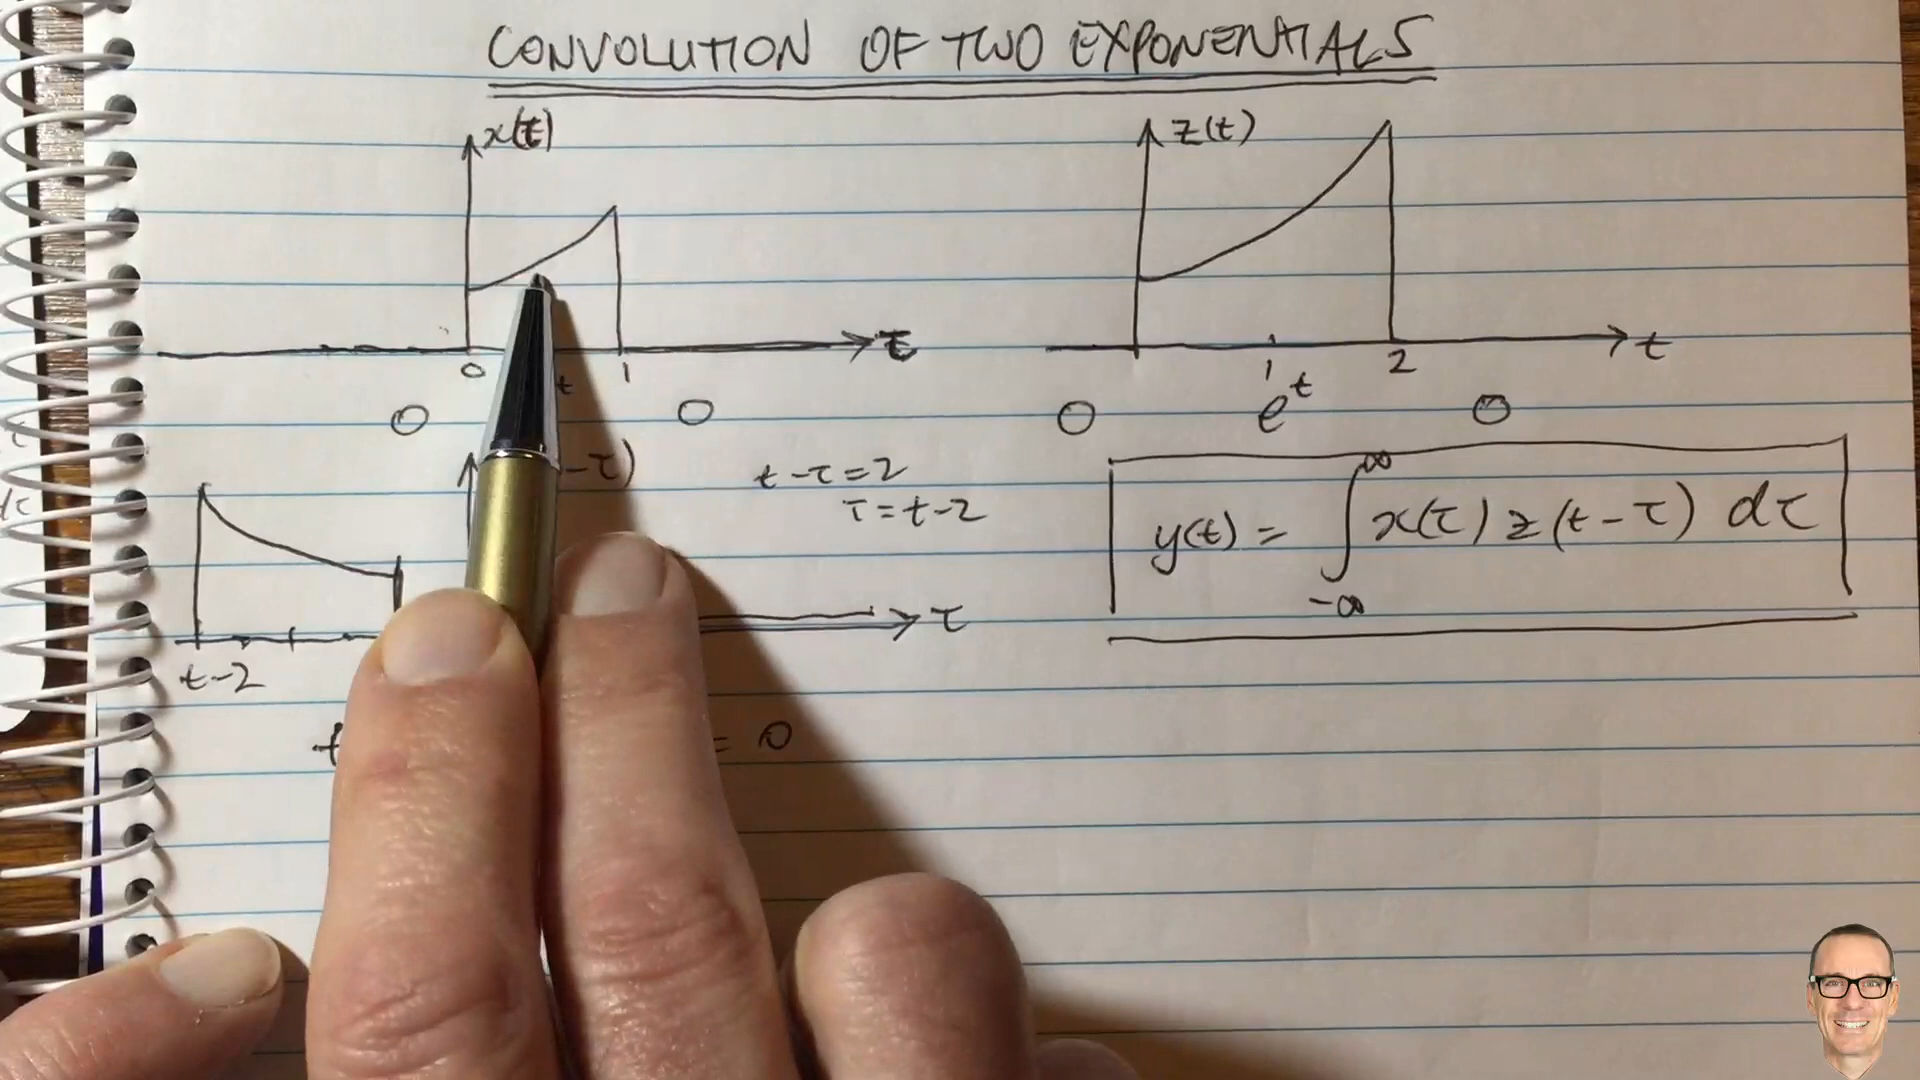 CONVOLUTION OF TWO EXPONENTIALS
x(τ)
z(t)
τ
t
0
1
1
2
t
0
0
0
e^t
0
-τ)
t-τ=2
τ=t-2
y(t) = ∫_{-∞}^{∞} x(τ) z(t-τ) dτ
τ
t-2
= 0